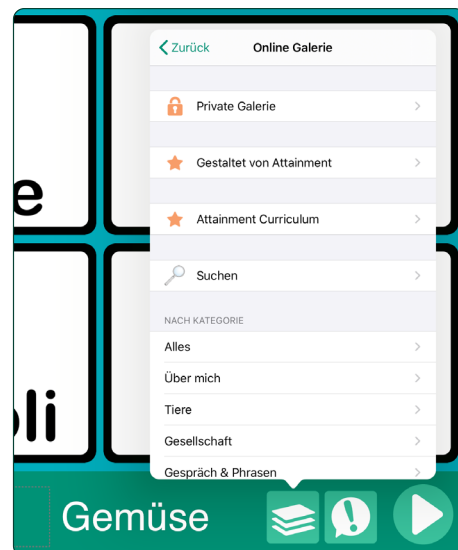 Zurück Online Galerie
Private Galerie
Gestaltet von Attainment
e
Attainment Curriculum
Suchen
NACH KATEGORIE
Alles
Über mich
Tiere
li
Gesellschaft
Gespräch & Phrasen
Gemüse